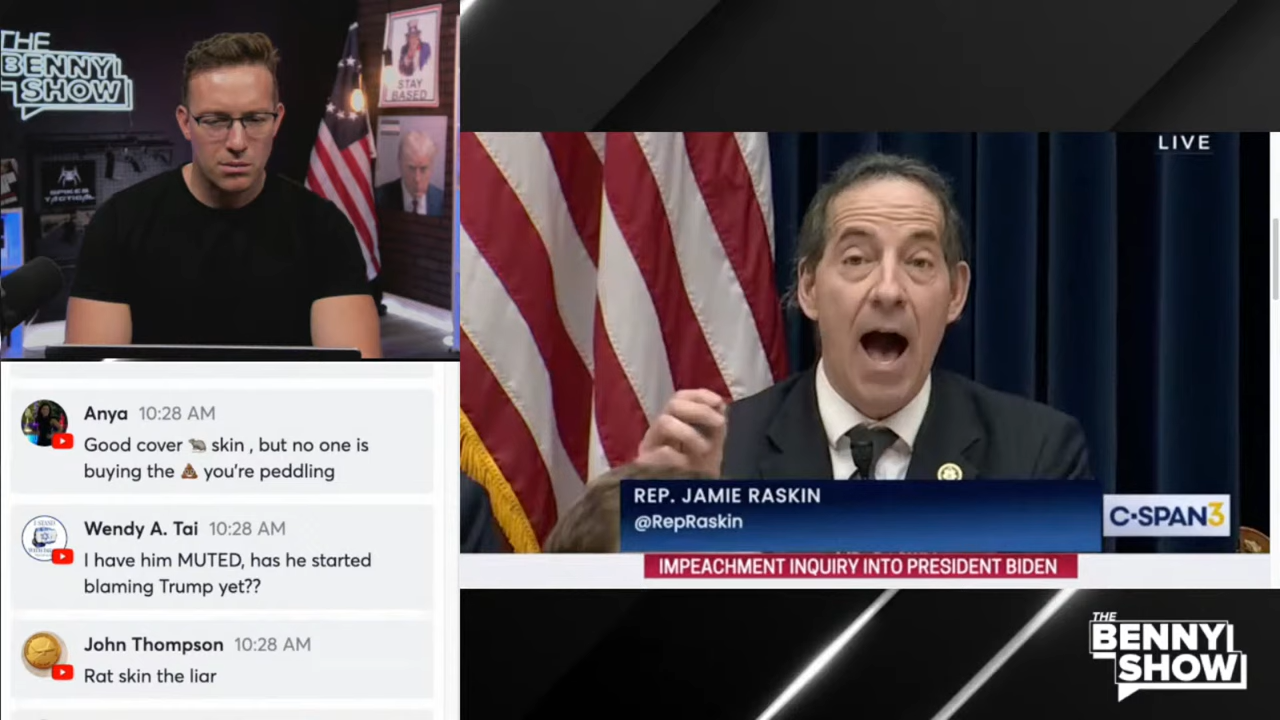 THE
BENNY
SHOW
STAY
BASED
SPIKES
TACTICAL
Anya 10:28 AM
Good cover 🐀 skin , but no one is
buying the 💩 you're peddling
Wendy A. Tai 10:28 AM
I have him MUTED, has he started
blaming Trump yet??
John Thompson 10:28 AM
Rat skin the liar
LIVE
REP. JAMIE RASKIN
@RepRaskin
C-SPAN3
IMPEACHMENT INQUIRY INTO PRESIDENT BIDEN
THE
BENNY
SHOW